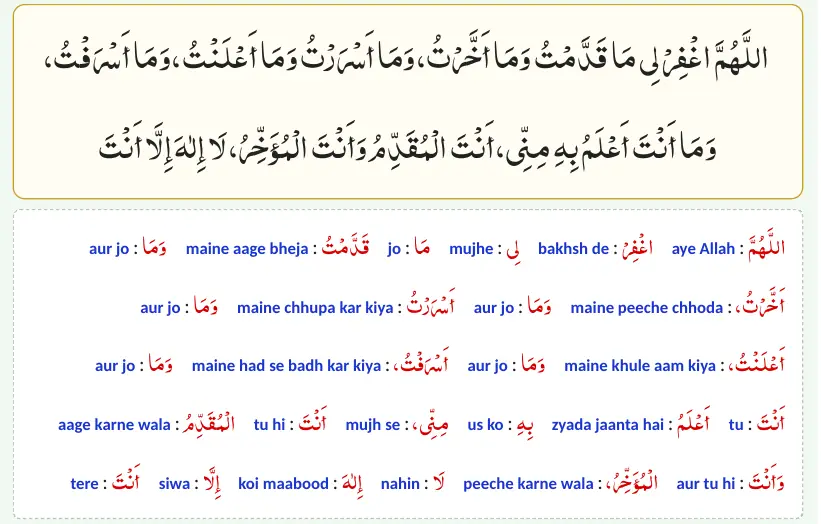 اللَّهُمَّ اغْفِرْ لِي مَا قَدَّمْتُ وَمَا أَخَّرْتُ، وَمَا أَسْرَرْتُ وَمَا أَعْلَنْتُ، وَمَا أَسْرَفْتُ،
وَمَا أَنْتَ أَعْلَمُ بِهِ مِنِّي، أَنْتَ الْمُقَدِّمُ وَأَنْتَ الْمُؤَخِّرُ، لَا إِلٰهَ إِلَّا أَنْتَ
اللَّهُمَّ : aye Allah اغْفِرْ : bakhsh de لِي : mujhe مَا : jo قَدَّمْتُ : maine aage bheja وَمَا : aur jo
أَخَّرْتُ، : maine peeche chhoda وَمَا : aur jo أَسْرَرْتُ : maine chhupa kar kiya وَمَا : aur jo
أَعْلَنْتُ، : maine khule aam kiya وَمَا : aur jo أَسْرَفْتُ، : maine had se badh kar kiya وَمَا : aur jo
أَنْتَ : tu أَعْلَمُ : zyada jaanta hai بِهِ : us ko مِنِّي، : mujh se أَنْتَ : tu hi الْمُقَدِّمُ : aage karne wala
وَأَنْتَ : aur tu hi الْمُؤَخِّرُ، : peeche karne wala لَا : nahin إِلٰهَ : koi maabood إِلَّا : siwa أَنْتَ : tere